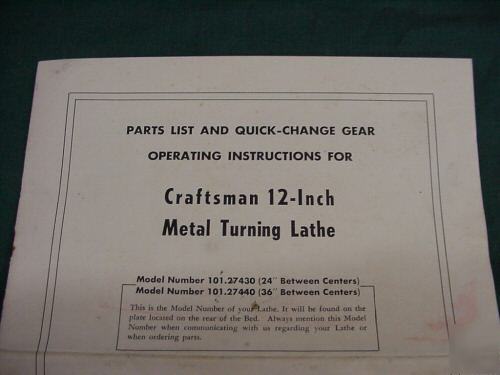 PARTS LIST AND QUICK-CHANGE GEAR
OPERATING INSTRUCTIONS FOR
Craftsman 12-Inch
Metal Turning Lathe
Model Number 101.27430 (24" Between Centers)
Model Number 101.27440 (36" Between Centers)
This is the Model Number of your Lathe. It will be found on the
plate located on the rear of the Bed. Always mention this Model
Number when communicating with us regarding your Lathe or
when ordering parts.